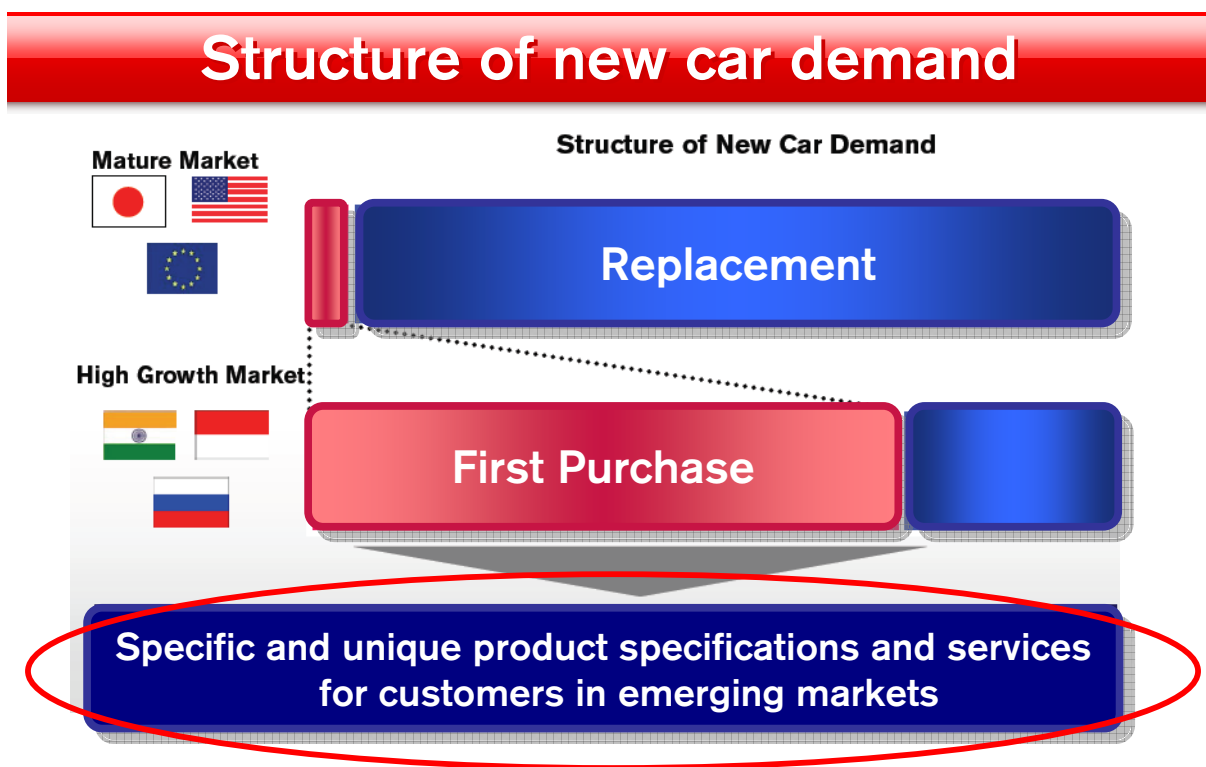 Structure of new car demand
Structure of New Car Demand
Mature Market
Replacement
High Growth Market
First Purchase
Specific and unique product specifications and services
for customers in emerging markets